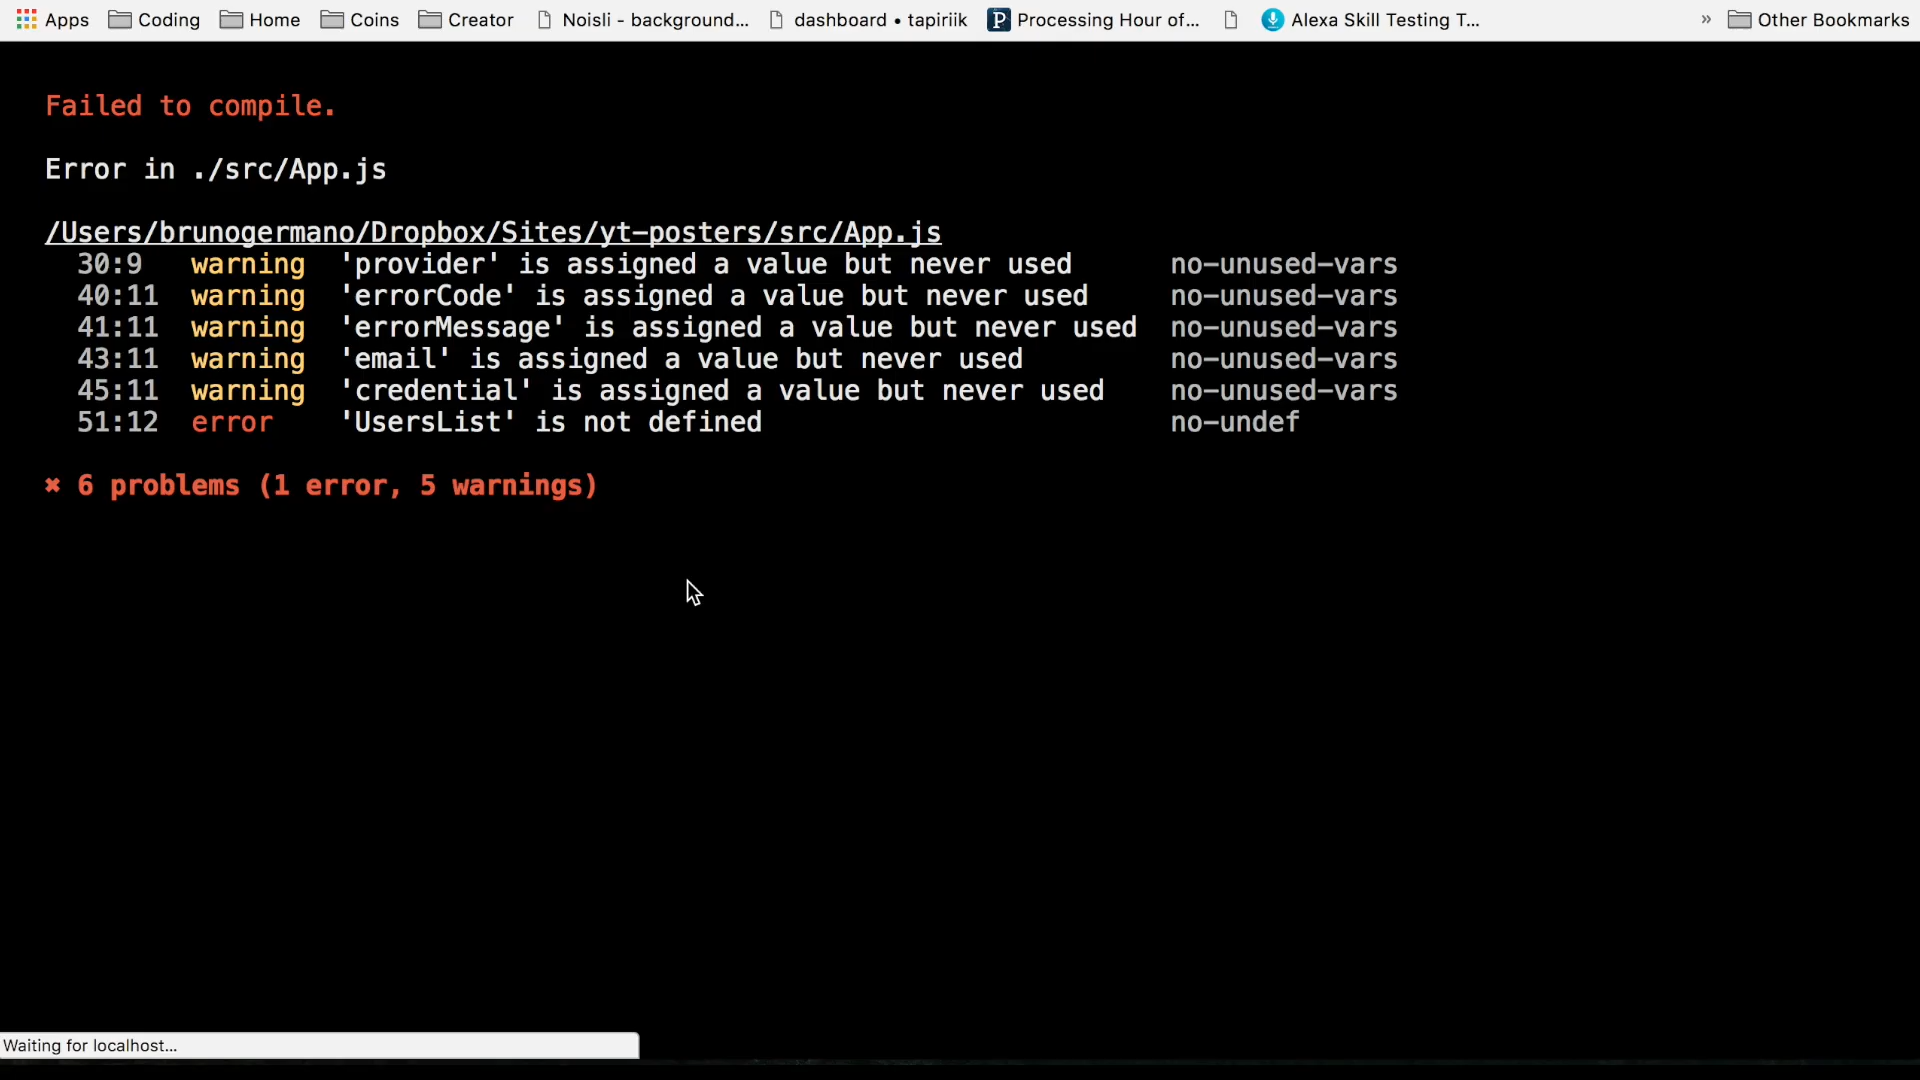 Apps Coding Home Coins Creator Noisli - background... dashboard • tapiriik Processing Hour of... Alexa Skill Testing T... » Other Bookmarks
Failed to compile.
Error in ./src/App.js
/Users/brunogermano/Dropbox/Sites/yt-posters/src/App.js
30:9 warning 'provider' is assigned a value but never used no-unused-vars
40:11 warning 'errorCode' is assigned a value but never used no-unused-vars
41:11 warning 'errorMessage' is assigned a value but never used no-unused-vars
43:11 warning 'email' is assigned a value but never used no-unused-vars
45:11 warning 'credential' is assigned a value but never used no-unused-vars
51:12 error 'UsersList' is not defined no-undef
✖ 6 problems (1 error, 5 warnings)
Waiting for localhost...